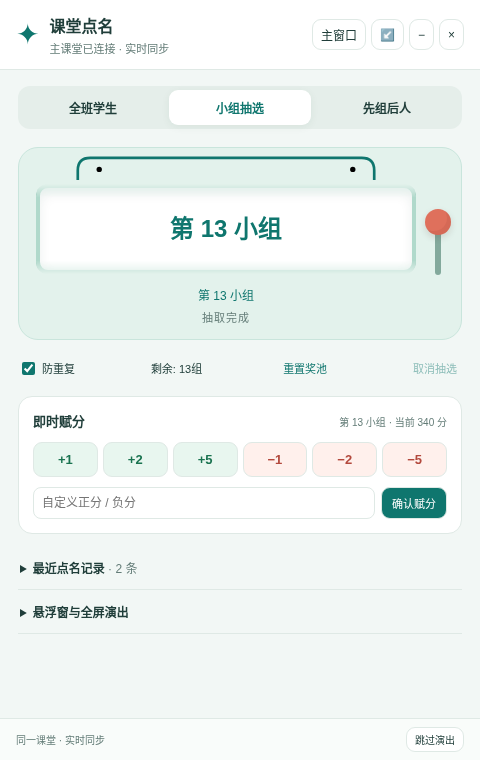 课堂点名
主课堂已连接 · 实时同步
主窗口
↙️
−
×
全班学生
小组抽选
先组后人
第 13 小组
第 13 小组
抽取完成
防重复
剩余: 13组
重置奖池
取消抽选
即时赋分
第 13 小组 · 当前 340 分
+1
+2
+5
−1
−2
−5
自定义正分 / 负分
确认赋分
▶ 最近点名记录 · 2 条
▶ 悬浮窗与全屏演出
同一课堂 · 实时同步
跳过演出